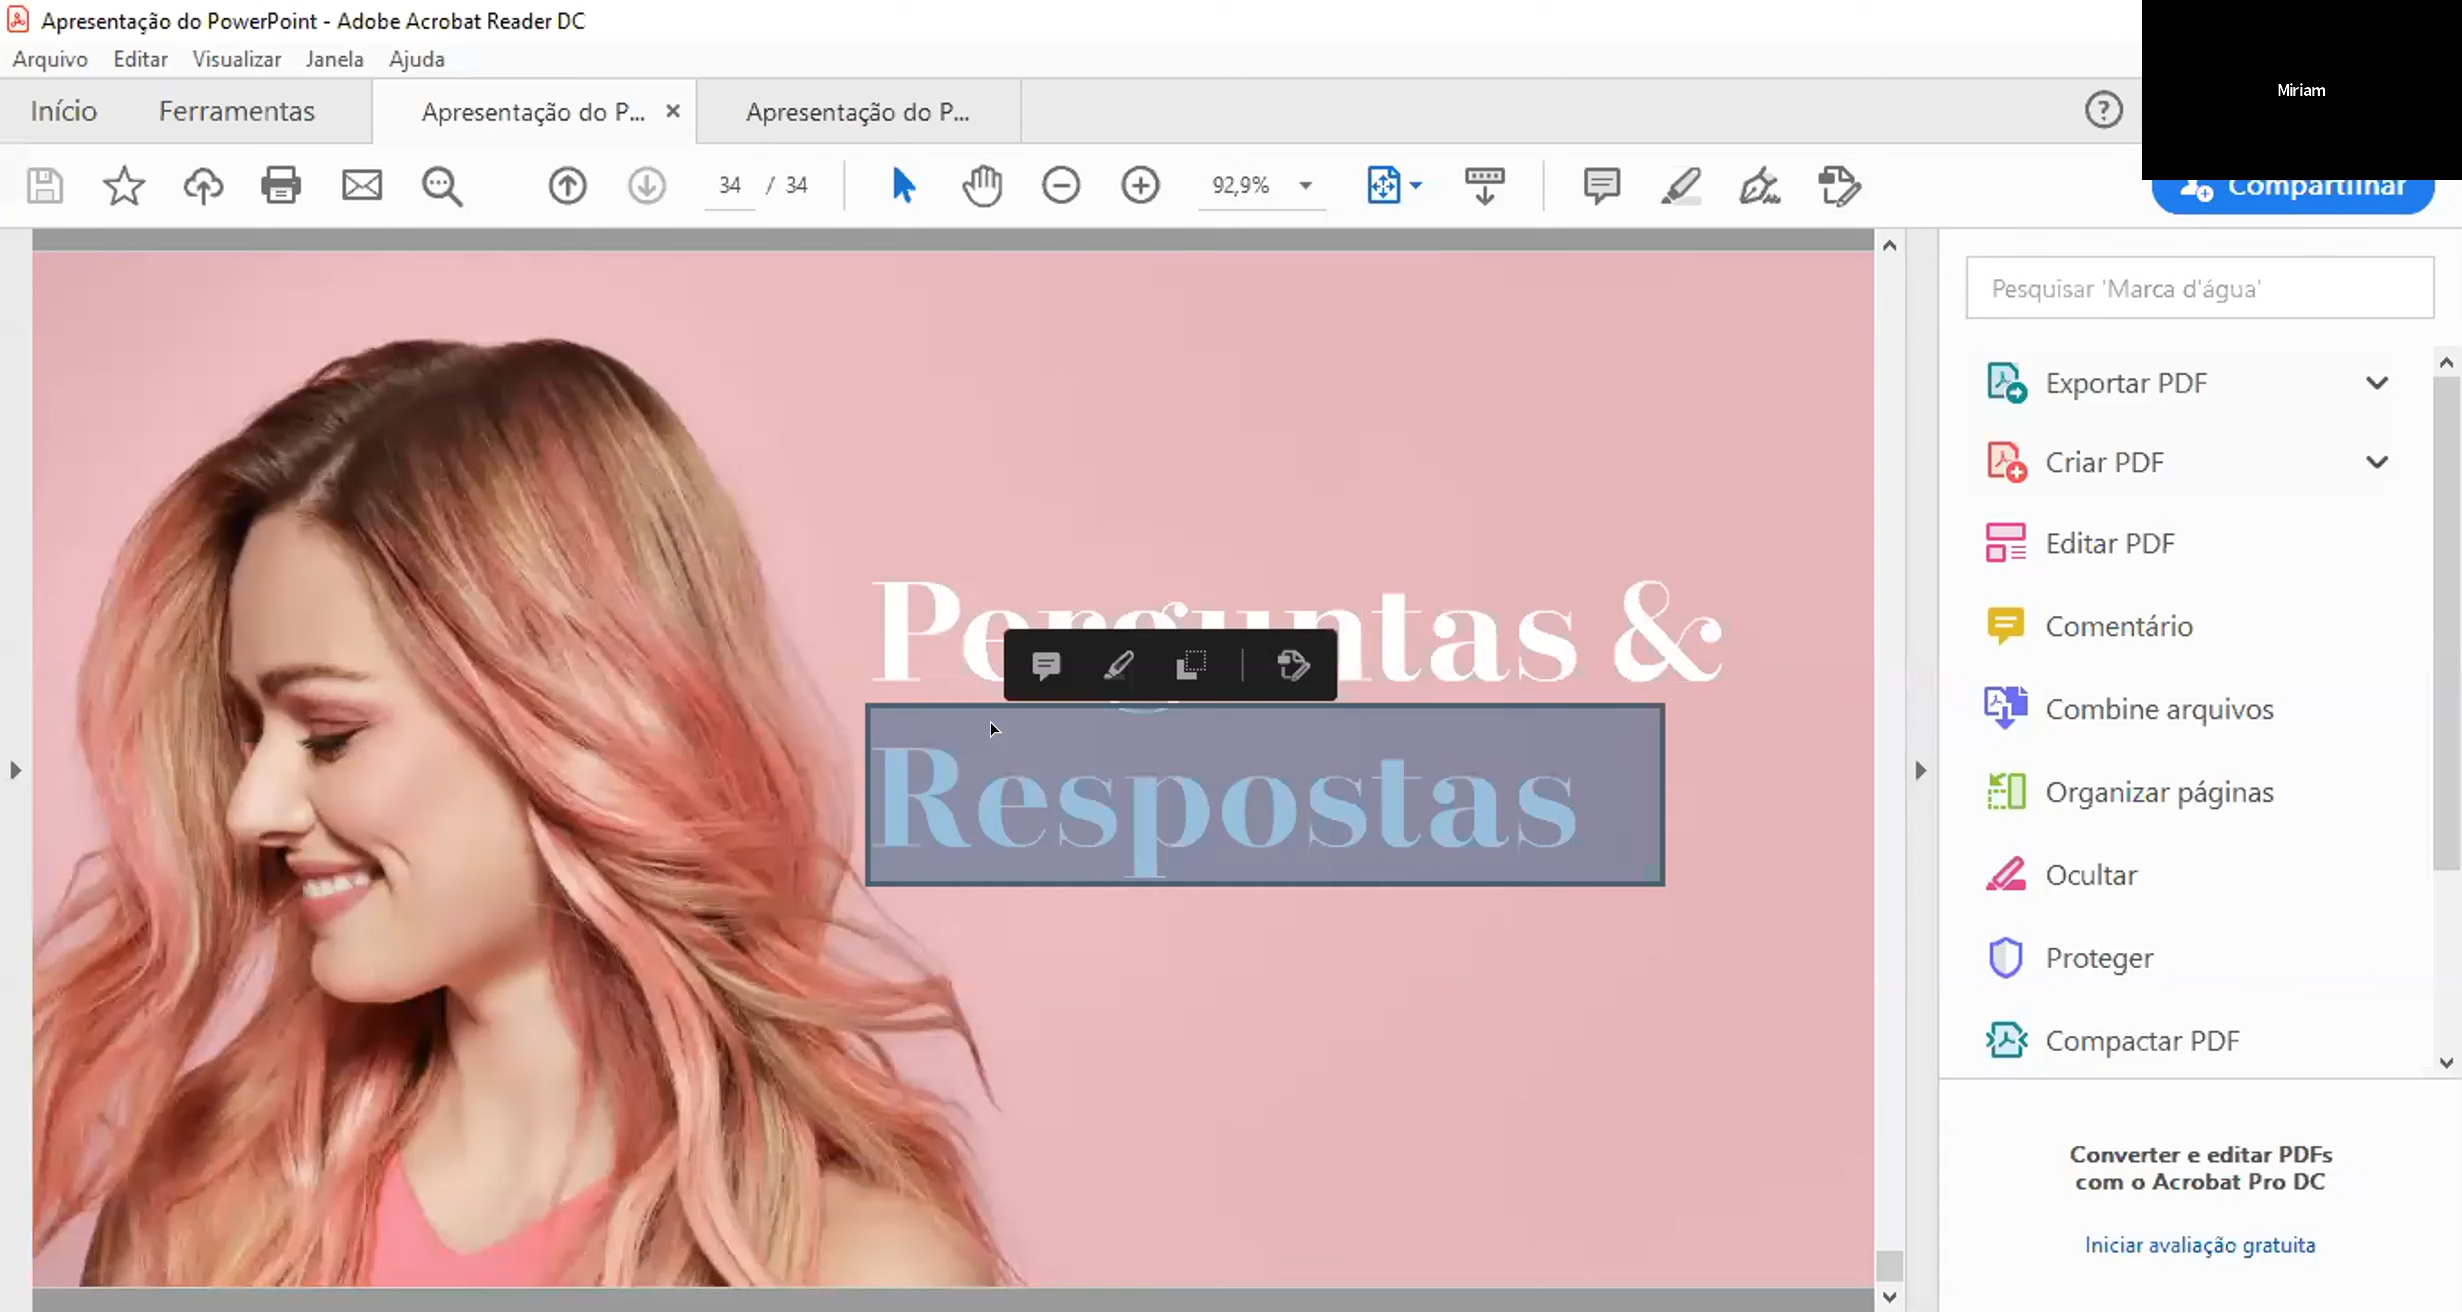 Apresentação do PowerPoint - Adobe Acrobat Reader DC
Miriam
Arquivo Editar Visualizar Janela Ajuda
Início Ferramentas Apresentação do P... × Apresentação do P... ?
34 / 34 92,9% Compartilhar
Pesquisar 'Marca d'água'
Exportar PDF
Criar PDF
Editar PDF
Comentário
Combine arquivos
Organizar páginas
Ocultar
Proteger
Compactar PDF
Converter e editar PDFs
com o Acrobat Pro DC
Iniciar avaliação gratuita
Perguntas &
Respostas